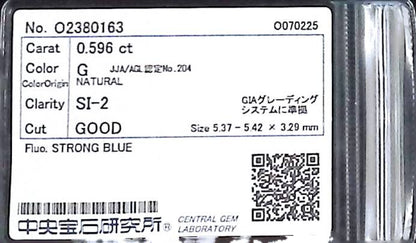 No. O2380163 O070225
Carat 0.596 ct
Color G JJA/AGL認定No.204
ColorOrigin NATURAL
Clarity SI-2 GIAグレーディング
システムに準拠
Cut GOOD Size 5.37 - 5.42 × 3.29 mm
Fluo. STRONG BLUE
中央宝石研究所® CENTRAL GEM
LABORATORY